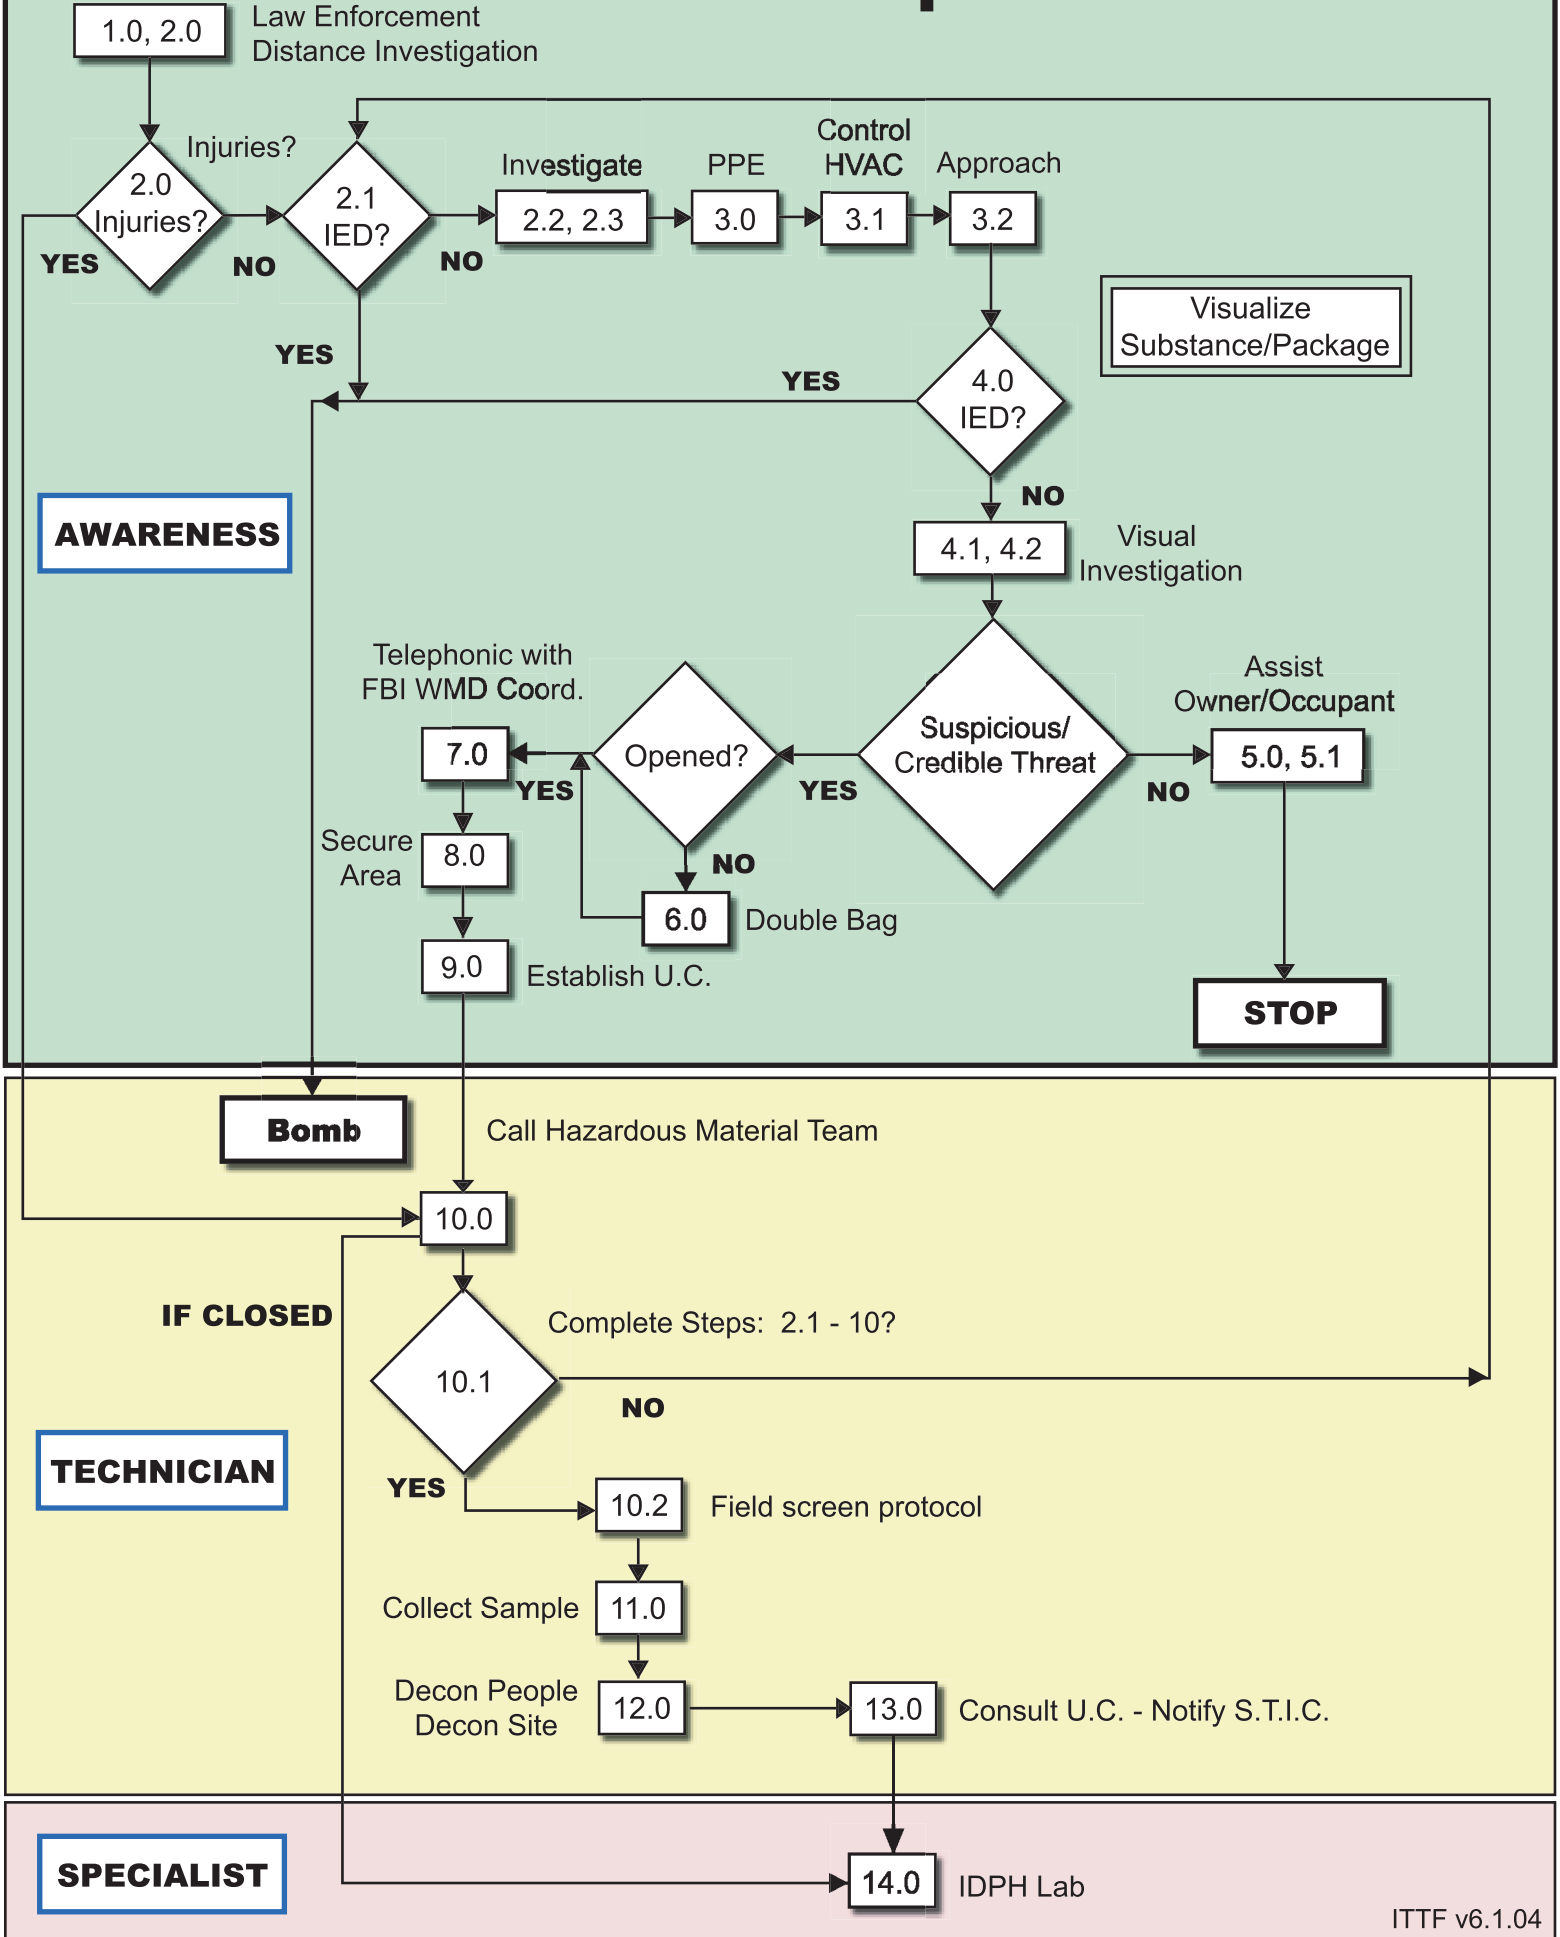 1.0, 2.0
Law Enforcement
Distance Investigation
Injuries?
2.0
Injuries?
YES
NO
2.1
IED?
NO
YES
Investigate
2.2, 2.3
PPE
3.0
Control
HVAC
3.1
Approach
3.2
Visualize
Substance/Package
4.0
IED?
YES
NO
AWARENESS
4.1, 4.2
Visual
Investigation
Telephonic with
FBI WMD Coord.
7.0
YES
Opened?
YES
Suspicious/
Credible Threat
NO
Assist
Owner/Occupant
5.0, 5.1
Secure
Area
8.0
NO
6.0
Double Bag
9.0
Establish U.C.
STOP
Bomb
Call Hazardous Material Team
10.0
IF CLOSED
Complete Steps: 2.1 - 10?
10.1
NO
TECHNICIAN
YES
10.2
Field screen protocol
Collect Sample
11.0
Decon People
Decon Site
12.0
13.0
Consult U.C. - Notify S.T.I.C.
SPECIALIST
14.0
IDPH Lab
ITTF v6.1.04